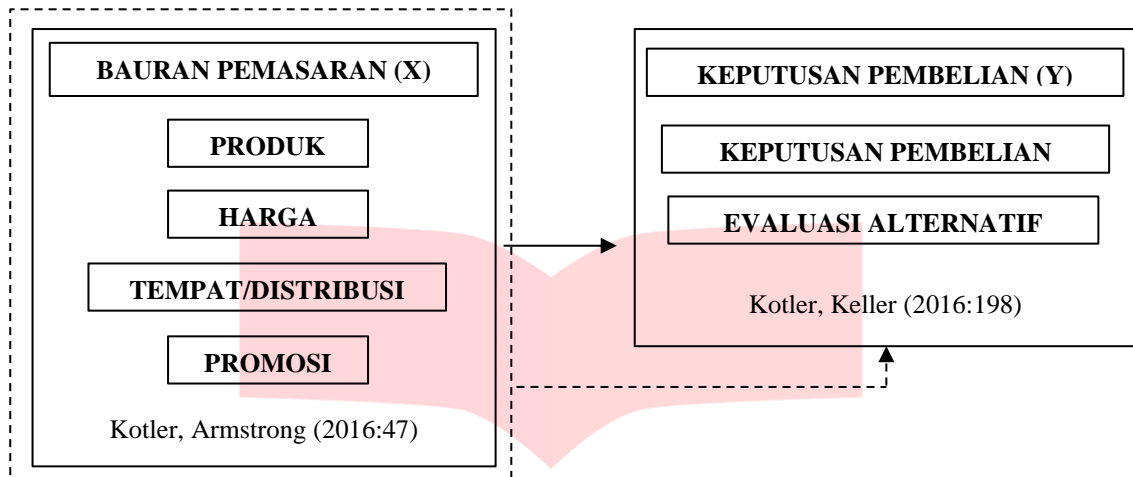 BAURAN PEMASARAN (X)
PRODUK
HARGA
TEMPAT/DISTRIBUSI
PROMOSI
Kotler, Armstrong (2016:47)
KEPUTUSAN PEMBELIAN (Y)
KEPUTUSAN PEMBELIAN
EVALUASI ALTERNATIF
Kotler, Keller (2016:198)